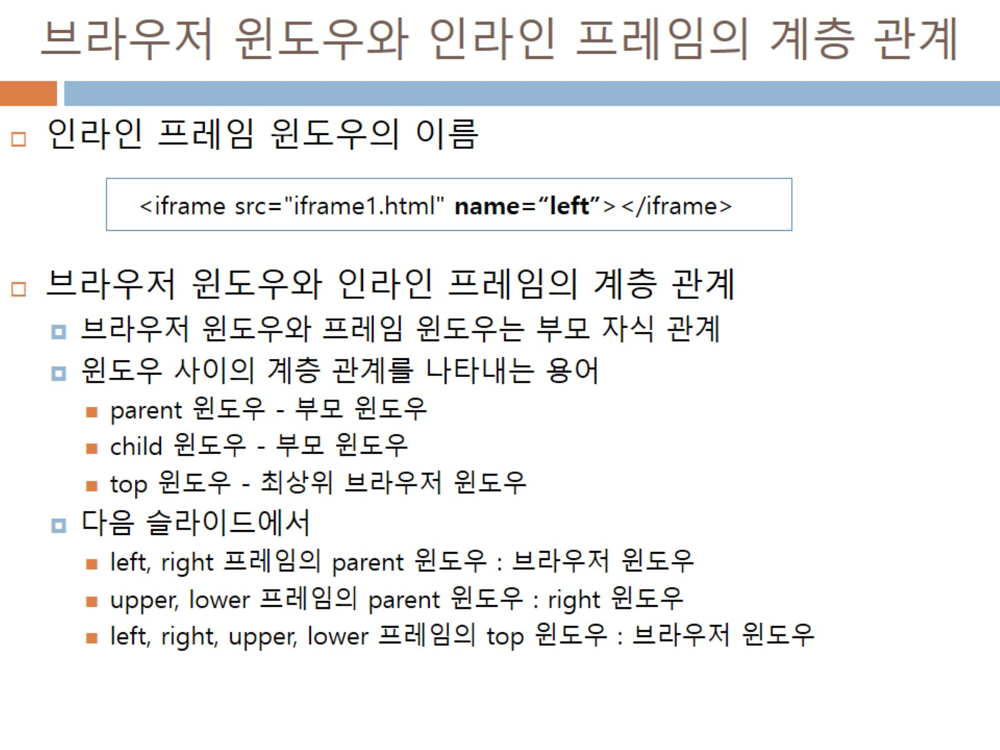 브라우저 윈도우와 인라인 프레임의 계층 관계
인라인 프레임 윈도우의 이름
<iframe src="iframe1.html" name=“left”></iframe>
브라우저 윈도우와 인라인 프레임의 계층 관계
브라우저 윈도우와 프레임 윈도우는 부모 자식 관계
윈도우 사이의 계층 관계를 나타내는 용어
parent 윈도우 - 부모 윈도우
child 윈도우 - 부모 윈도우
top 윈도우 - 최상위 브라우저 윈도우
다음 슬라이드에서
left, right 프레임의 parent 윈도우 : 브라우저 윈도우
upper, lower 프레임의 parent 윈도우 : right 윈도우
left, right, upper, lower 프레임의 top 윈도우 : 브라우저 윈도우